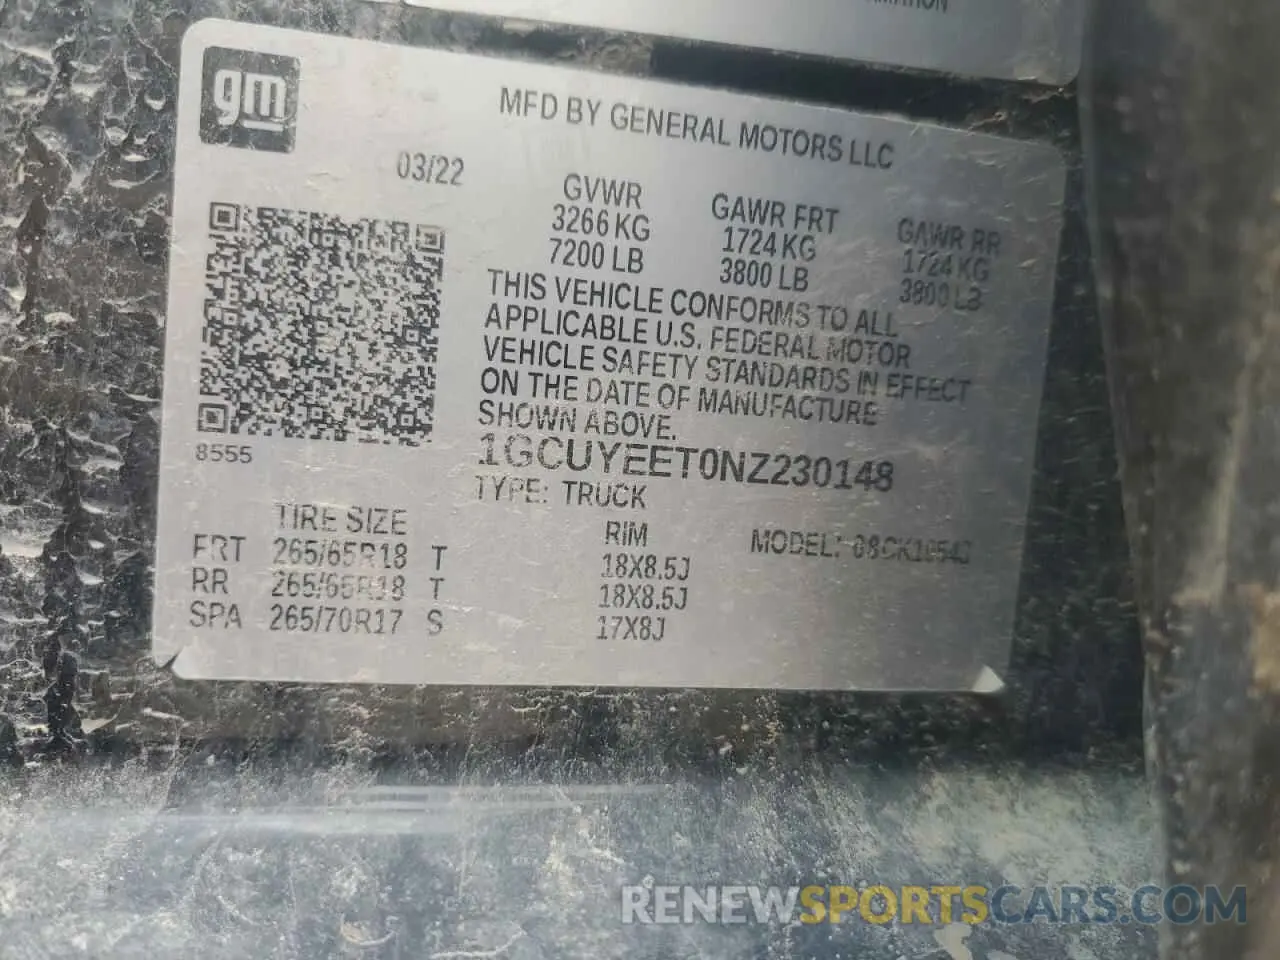 gm
MFD BY GENERAL MOTORS LLC
03/22
GVWR GAWR FRT GAWR RR
3266 KG 1724 KG 1724 KG
7200 LB 3800 LB 3800 LB
THIS VEHICLE CONFORMS TO ALL
APPLICABLE U.S. FEDERAL MOTOR
VEHICLE SAFETY STANDARDS IN EFFECT
ON THE DATE OF MANUFACTURE
SHOWN ABOVE.
8555
1GCUYEET0NZ230148
TYPE: TRUCK
TIRE SIZE RIM MODEL:
FRT 265/65R18 T 18X8.5J
RR 265/65R18 T 18X8.5J
SPA 265/70R17 S 17X8J
RENEWSPORTSCARS.COM